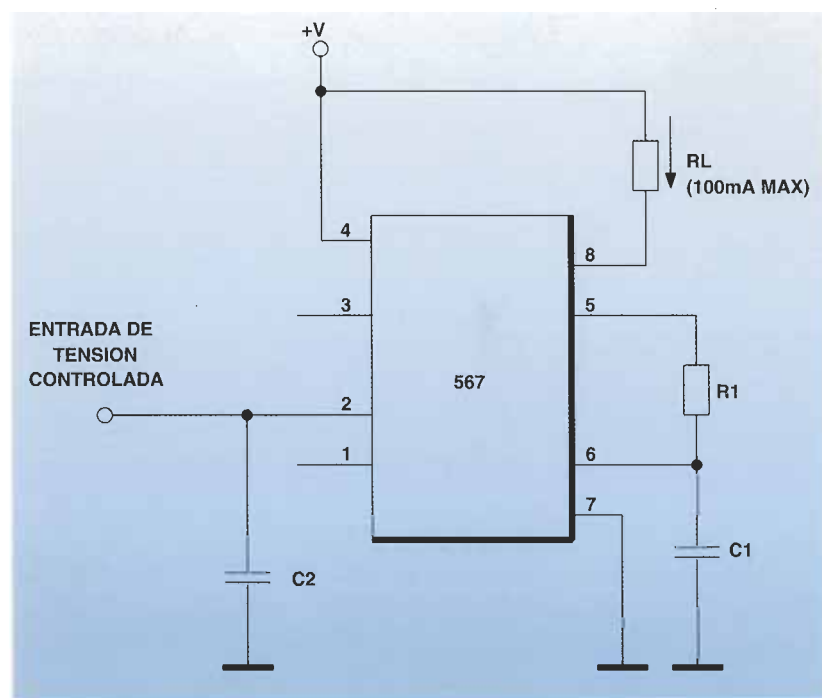 +V
RL
(100mA MAX)
4
8
3
5
ENTRADA DE
TENSION
CONTROLADA
567
R1
2
1
6
7
C2
C1